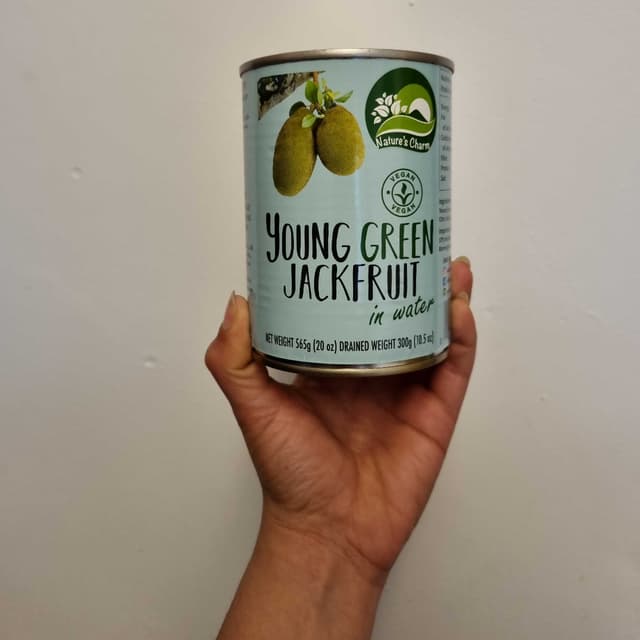 Nature's Charm
VEGAN
VEGAN
YOUNG GREEN
JACKFRUIT
in water
NET WEIGHT 565g (20 oz) DRAINED WEIGHT 300g (10.5 oz)